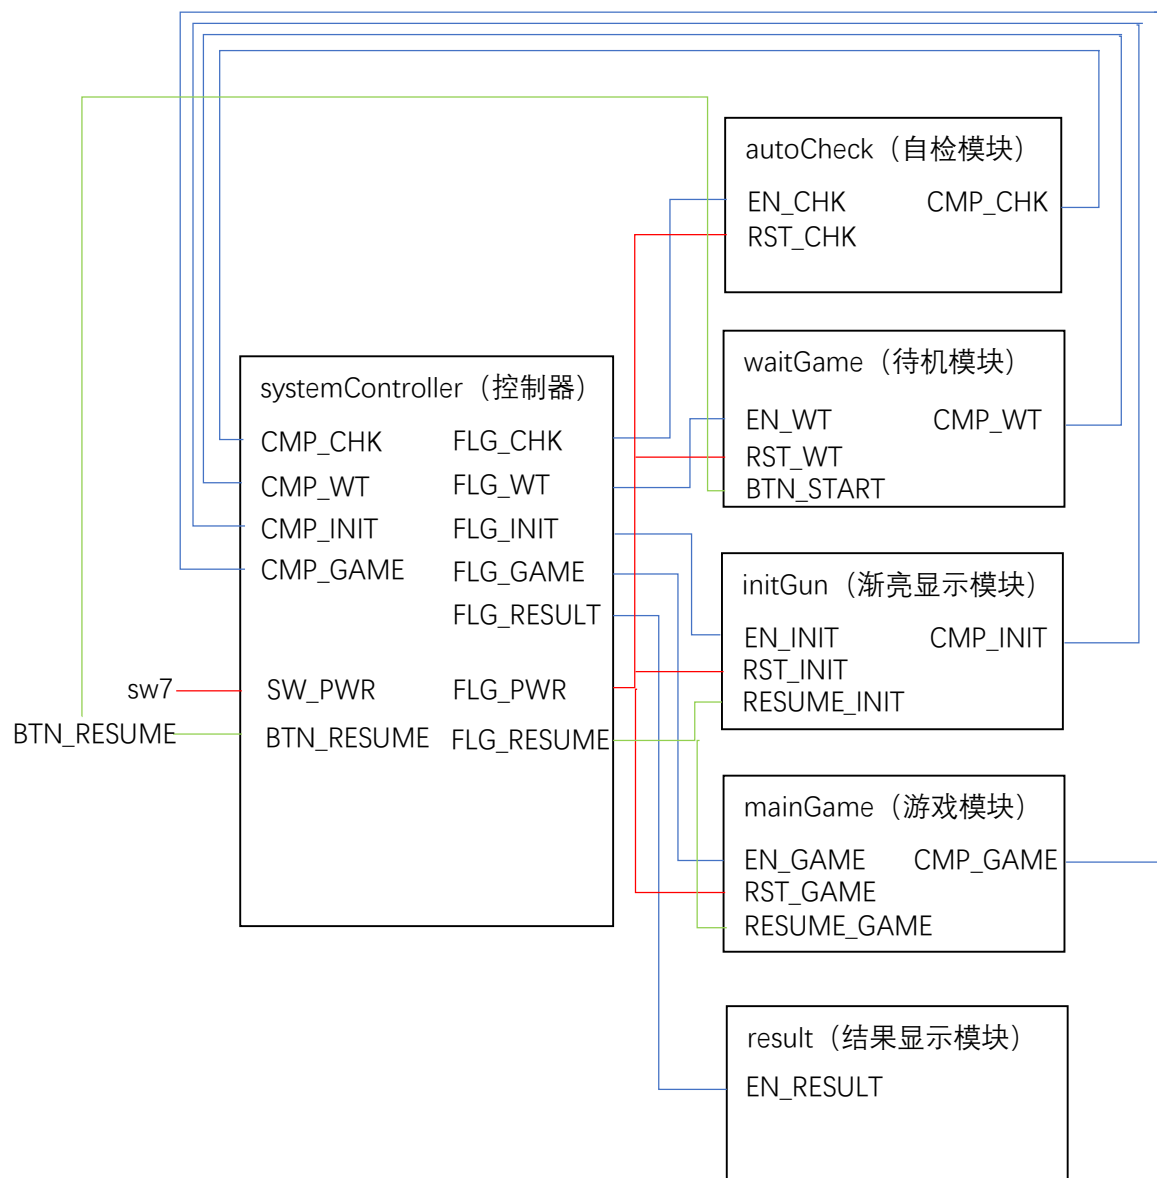 autoCheck（自检模块）
EN_CHK CMP_CHK
RST_CHK
waitGame（待机模块）
EN_WT CMP_WT
RST_WT
BTN_START
systemController（控制器）
CMP_CHK FLG_CHK
CMP_WT FLG_WT
CMP_INIT FLG_INIT
CMP_GAME FLG_GAME
FLG_RESULT
sw7 SW_PWR FLG_PWR
BTN_RESUME BTN_RESUME FLG_RESUME
initGun（渐亮显示模块）
EN_INIT CMP_INIT
RST_INIT
RESUME_INIT
mainGame（游戏模块）
EN_GAME CMP_GAME
RST_GAME
RESUME_GAME
result（结果显示模块）
EN_RESULT